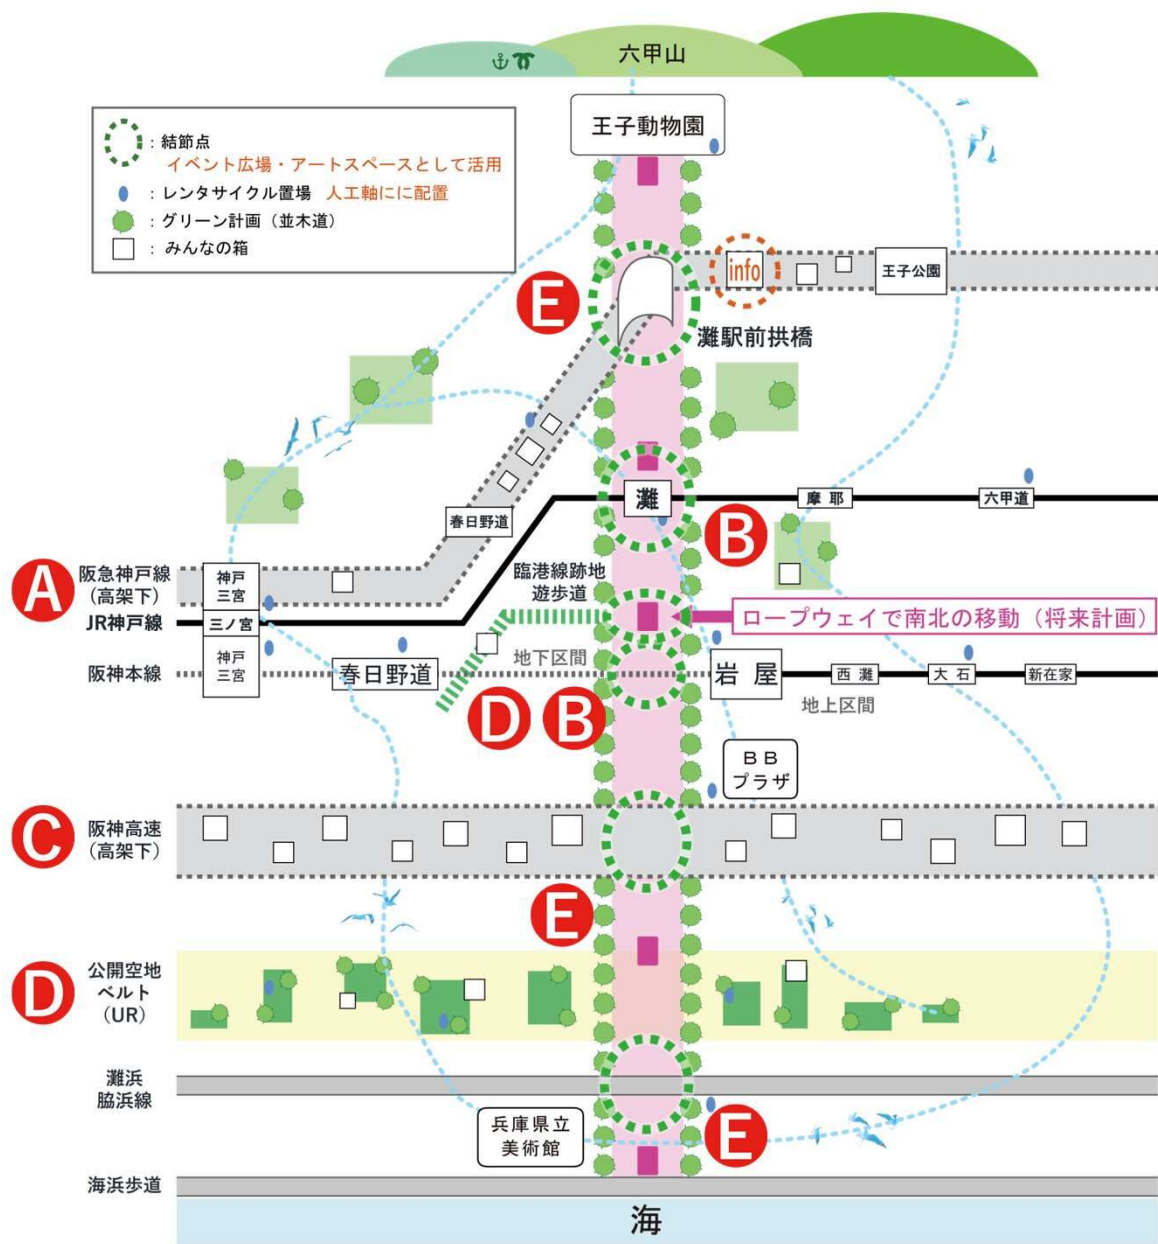 六甲山
王子動物園
：結節点
イベント広場・アートスペースとして活用
：レンタサイクル置場 人工軸にに配置
：グリーン計画（並木道）
：みんなの箱
info
王子公園
E
灘駅前拱橋
灘
摩耶
六甲道
春日野道
B
A
阪急神戸線
（高架下）
神戸
三宮
臨港線跡地
遊歩道
JR神戸線
三ノ宮
ロープウェイで南北の移動（将来計画）
阪神本線
神戸
三宮
春日野道
地下区間
岩屋
西灘
大石
新在家
地上区間
D
B
BB
プラザ
C
阪神高速
（高架下）
E
D
公開空地
ベルト
（UR）
灘浜
脇浜線
兵庫県立
美術館
E
海浜歩道
海